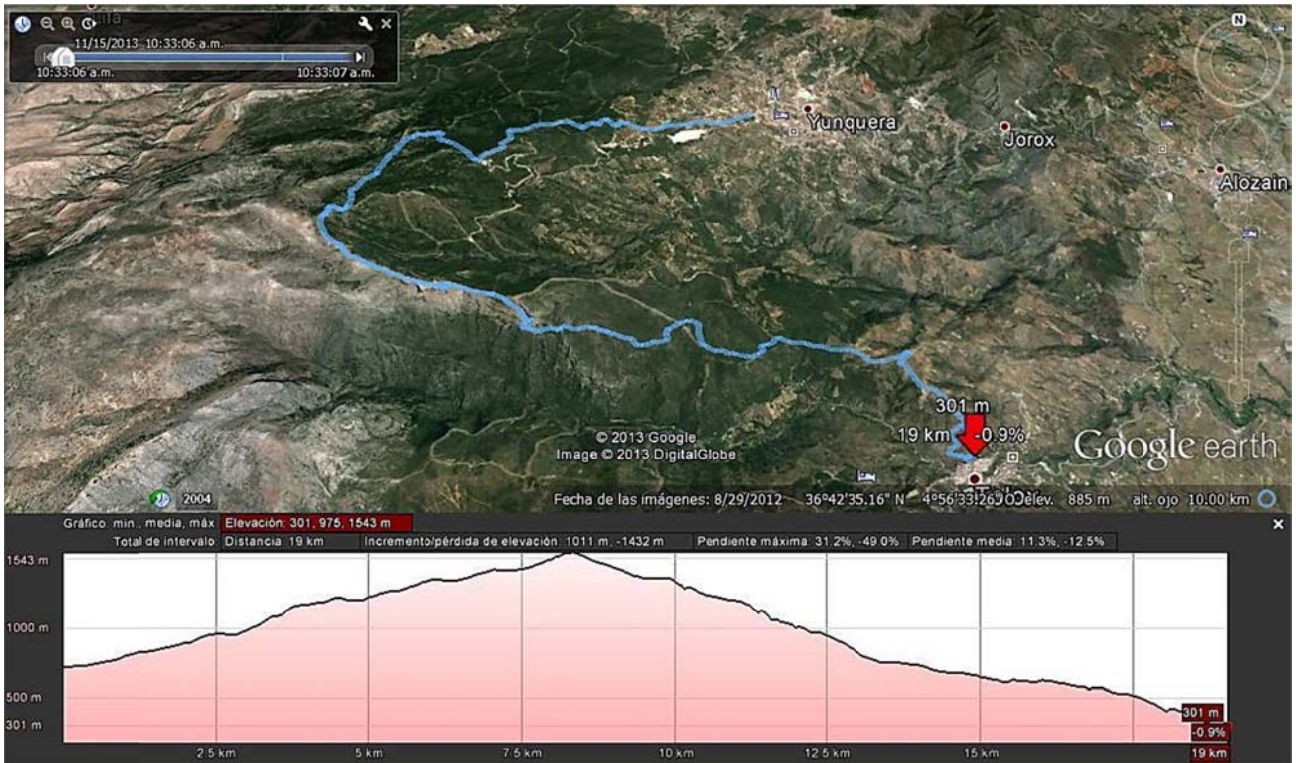 11/15/2013 10:33:06 a.m.
10:33:06 a.m. 10:33:07 a.m.
N
Yunquera
Jorox
Alozain
301 m
19 km -0.9%
© 2013 Google
Image © 2013 DigitalGlobe
Google earth
2004
Fecha de las imágenes: 8/29/2012 36°42'35.16" N 4°56'33.26" O elev. 885 m alt. ojo 10.00 km
Gráfico: min., media, máx Elevación: 301, 975, 1543 m
Total de intervalo: Distancia: 19 km Incremento/pérdida de elevación: 1011 m, -1432 m Pendiente máxima: 31.2%, -49.0% Pendiente media: 11.3%, -12.5%
1543 m
1000 m
500 m
301 m
301 m
-0.9%
2.5 km 5 km 7.5 km 10 km 12.5 km 15 km 19 km